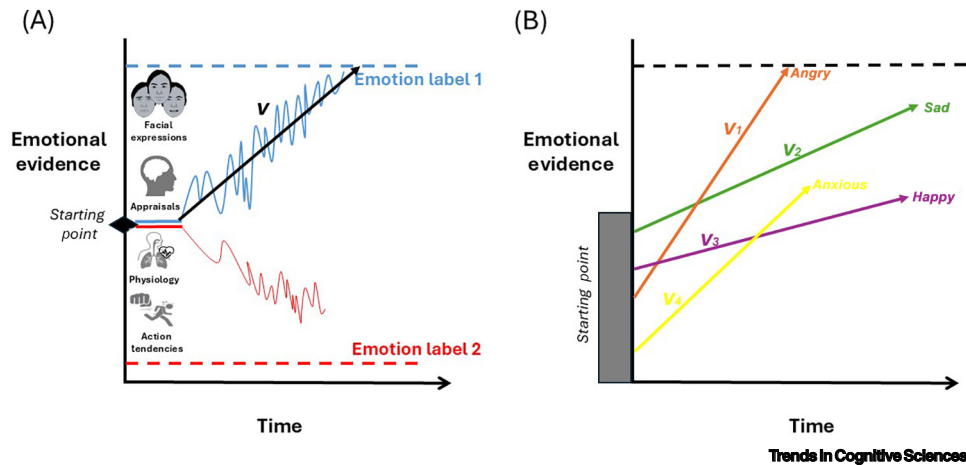 (A)
Emotional
evidence
Starting
point
Facial
expressions
Appraisals
Physiology
Action
tendencies
V
Emotion label 1
Emotion label 2
Time
(B)
Emotional
evidence
Starting point
V1
Angry
V2
Sad
Anxious
V3
Happy
V4
Time
Trends in Cognitive Sciences